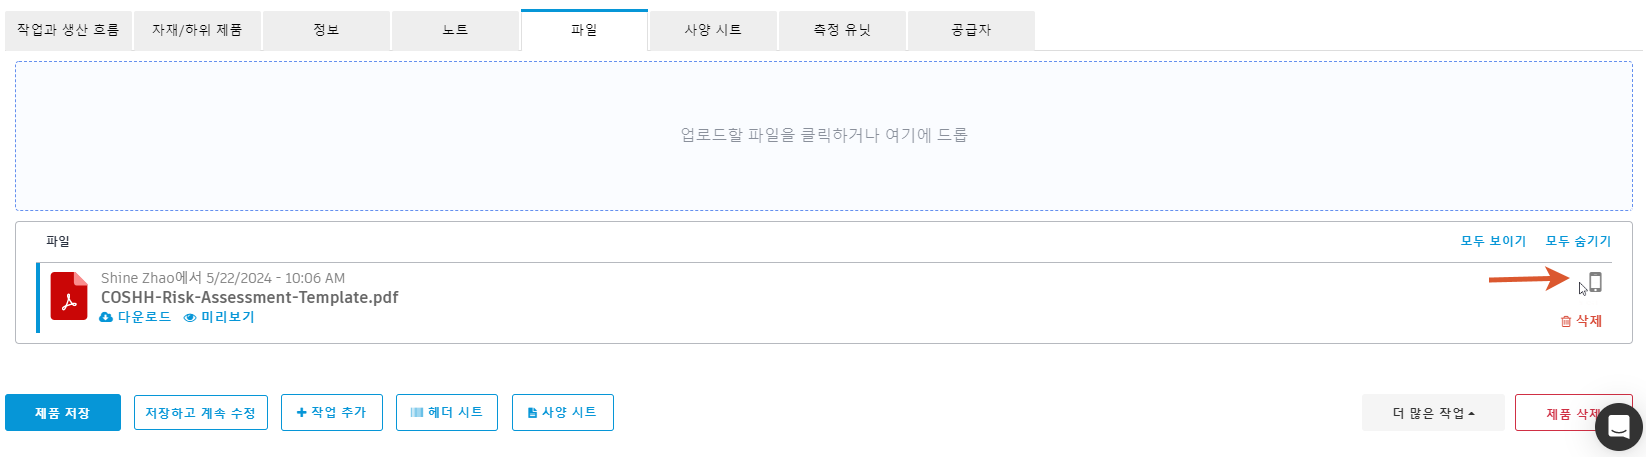 작업과 생산 흐름 자재/하위 제품 정보 노트 파일 사양 시트 측정 유닛 공급자
업로드할 파일을 클릭하거나 여기에 드롭
파일 모두 보이기 모두 숨기기
Shine Zhao에서 5/22/2024 - 10:06 AM
COSHH-Risk-Assessment-Template.pdf
다운로드 미리보기
삭제
제품 저장 저장하고 계속 수정 작업 추가 헤더 시트 사양 시트 더 많은 작업 제품 삭제